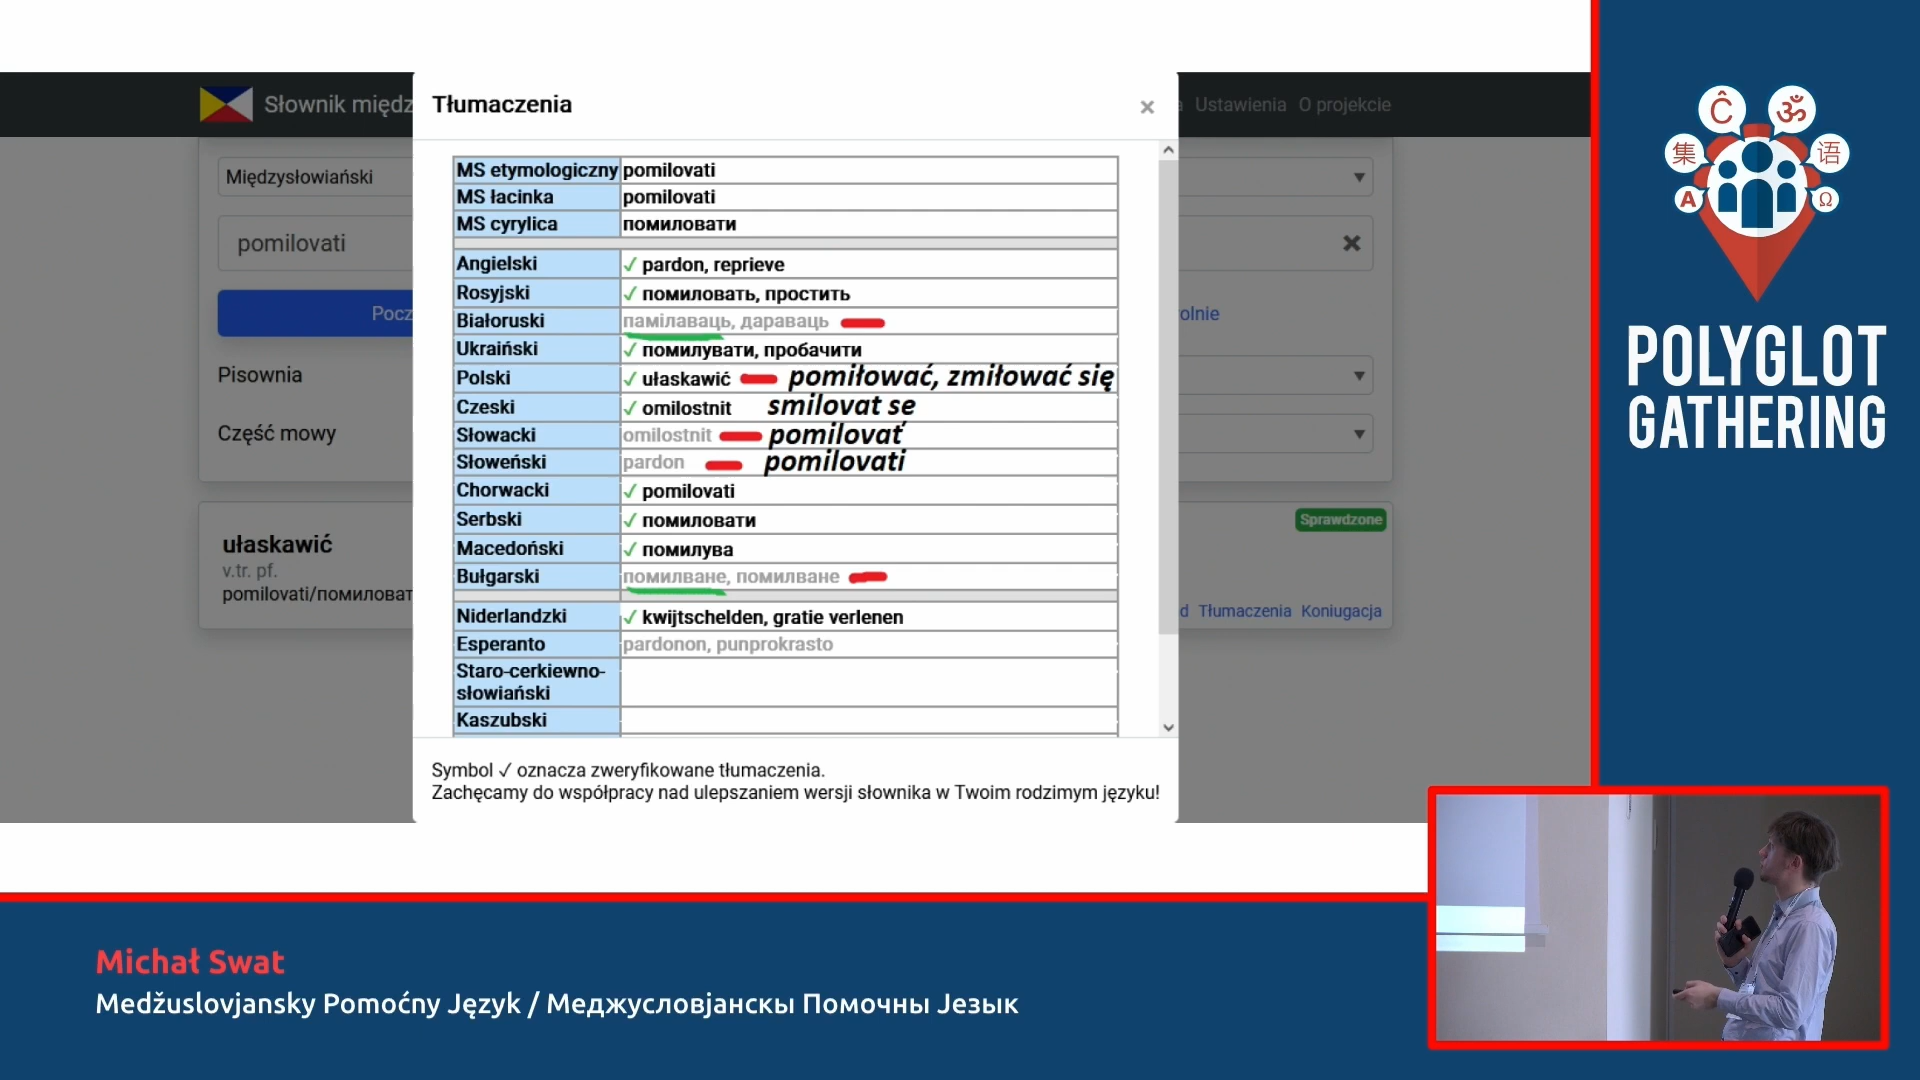 Słownik międz
Ustawienia O projekcie
Tłumaczenia ×
Międzysłowiański
pomilovati
Pocz
olnie
Pisownia
Część mowy
ułaskawić
v.tr. pf.
pomilovati/помиловат
Sprawdzone
d Tłumaczenia Koniugacja
MS etymologiczny pomilovati
MS łacinka pomilovati
MS cyrylica помиловати
Angielski ✓ pardon, reprieve
Rosyjski ✓ помиловать, простить
Białoruski памілаваць, дараваць
Ukraiński ✓ помилувати, пробачити
Polski ✓ ułaskawić pomiłować, zmiłować się
Czeski ✓ omilostnit smilovat se
Słowacki omilostnit pomilovať
Słoweński pardon pomilovati
Chorwacki ✓ pomilovati
Serbski ✓ помиловати
Macedoński ✓ помилува
Bułgarski помилване, помилване
Niderlandzki ✓ kwijtschelden, gratie verlenen
Esperanto pardonon, punprokrasto
Staro-cerkiewno-
słowiański
Kaszubski
Symbol ✓ oznacza zweryfikowane tłumaczenia.
Zachęcamy do współpracy nad ulepszaniem wersji słownika w Twoim rodzimym języku!
Ĉ ॐ
集 语
A Ω
POLYGLOT
GATHERING
Michał Swat
Medžuslovjansky Pomoćny Język / Меджусловјанскы Помочны Језык